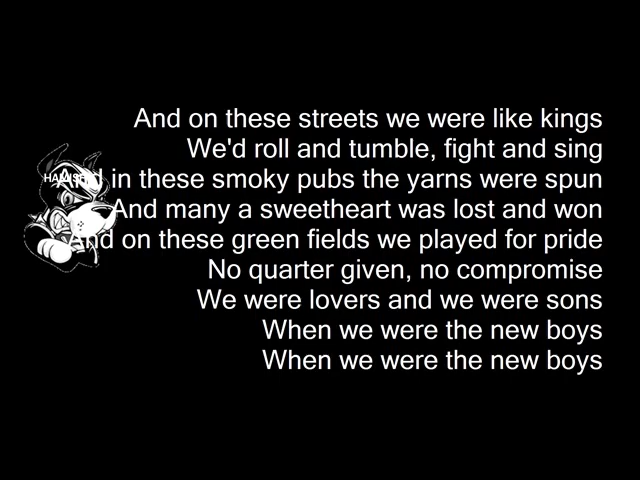 And on these streets we were like kings
We'd roll and tumble, fight and sing
And in these smoky pubs the yarns were spun
And many a sweetheart was lost and won
And on these green fields we played for pride
No quarter given, no compromise
We were lovers and we were sons
When we were the new boys
When we were the new boys